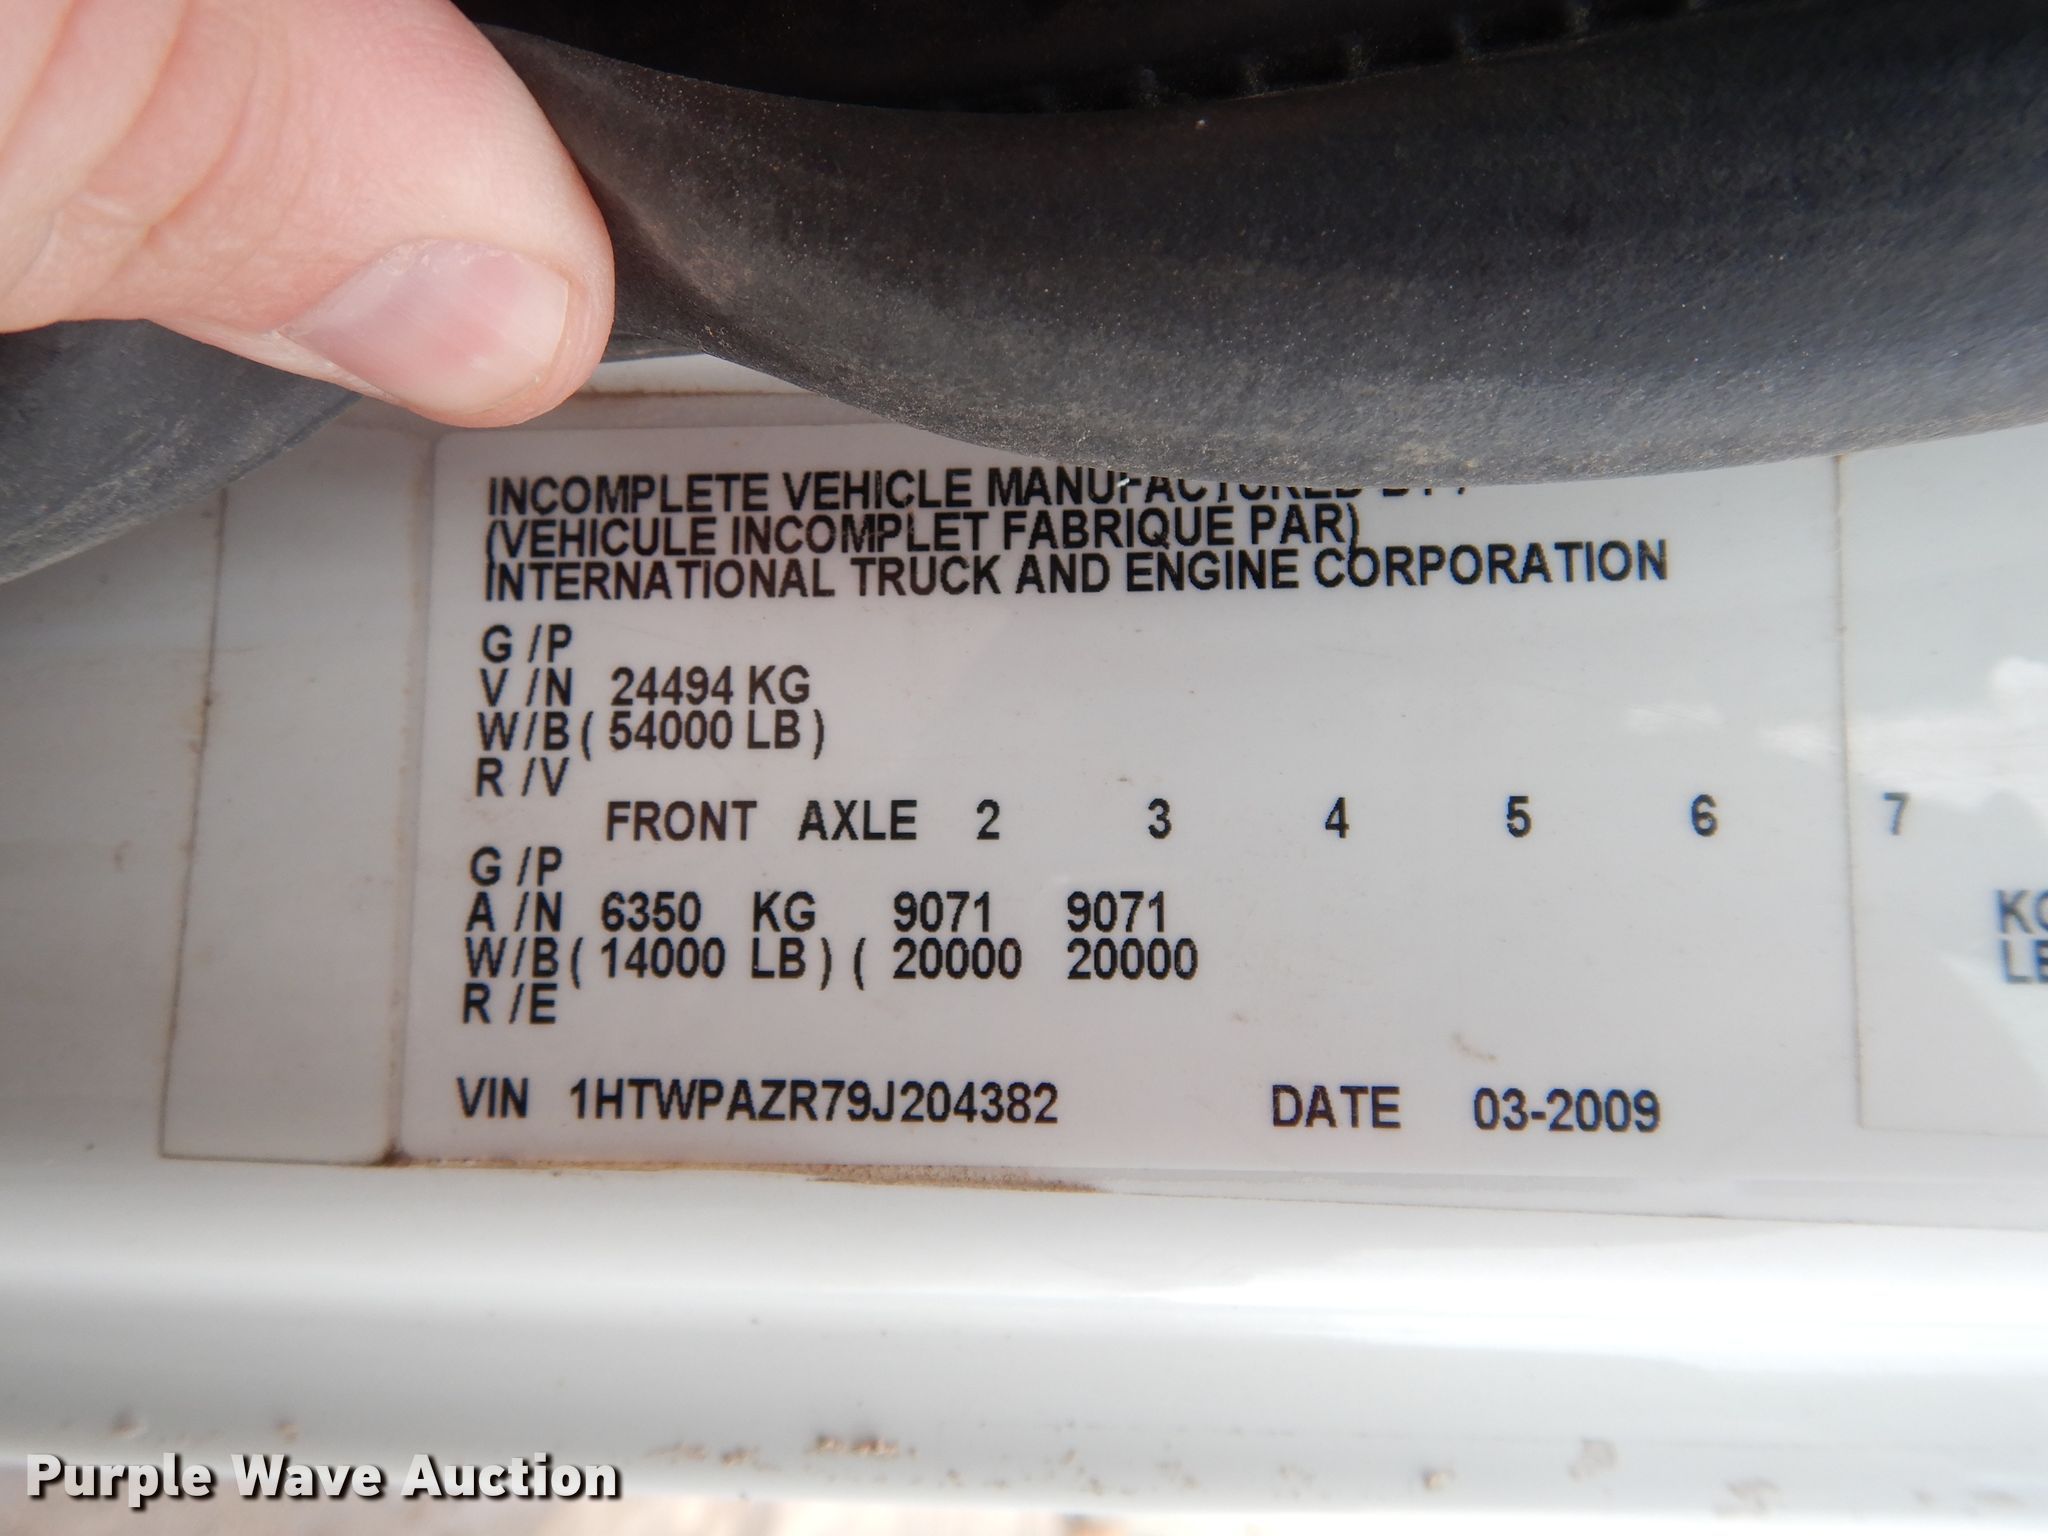 INCOMPLETE VEHICLE MANUFACTURED BY /
(VEHICULE INCOMPLET FABRIQUE PAR)
INTERNATIONAL TRUCK AND ENGINE CORPORATION
G /P
V /N 24494 KG
W/B ( 54000 LB )
R /V
FRONT AXLE 2 3 4 5 6 7
G /P
A /N 6350 KG 9071 9071
W/B ( 14000 LB ) ( 20000 20000
R /E
KG
LB
VIN 1HTWPAZR79J204382 DATE 03-2009
Purple Wave Auction